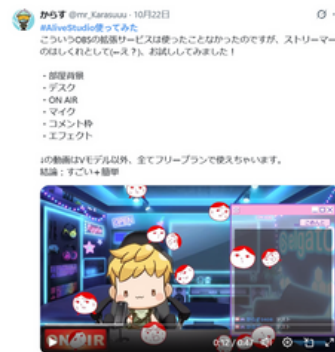 からす @mr_Karasuuu · 10月22日
#AliveStudio使ってみた
こういうOBSの拡張サービスは使ったことなかったのですが、ストリーマー
のはしくれとして(←え？)、お試ししてみました！
- 部屋背景
- デスク
- ON AIR
- マイク
- コメント枠
- エフェクト
↓の動画はVモデル以外、全てフリープランで使えちゃいます。
結論：すごい+簡単
ON AIR
0:12 / 0:47